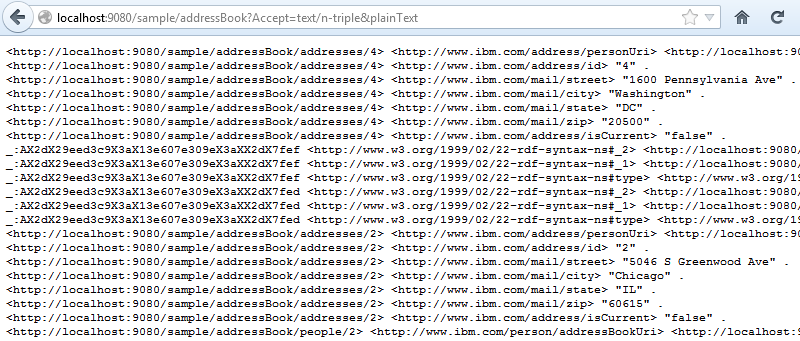 localhost:9080/sample/addressBook?Accept=text/n-triple&plainText
<http://localhost:9080/sample/addressBook/addresses/4> <http://www.ibm.com/address/personUri> <http://localhost:9080
<http://localhost:9080/sample/addressBook/addresses/4> <http://www.ibm.com/address/id> "4" .
<http://localhost:9080/sample/addressBook/addresses/4> <http://www.ibm.com/mail/street> "1600 Pennsylvania Ave" .
<http://localhost:9080/sample/addressBook/addresses/4> <http://www.ibm.com/mail/city> "Washington" .
<http://localhost:9080/sample/addressBook/addresses/4> <http://www.ibm.com/mail/state> "DC" .
<http://localhost:9080/sample/addressBook/addresses/4> <http://www.ibm.com/mail/zip> "20500" .
<http://localhost:9080/sample/addressBook/addresses/4> <http://www.ibm.com/address/isCurrent> "false" .
_:AX2dX29eed3c9X3aX13e607e309eX3aXX2dX7fef <http://www.w3.org/1999/02/22-rdf-syntax-ns#_2> <http://localhost:9080/
_:AX2dX29eed3c9X3aX13e607e309eX3aXX2dX7fef <http://www.w3.org/1999/02/22-rdf-syntax-ns#_1> <http://localhost:9080/
_:AX2dX29eed3c9X3aX13e607e309eX3aXX2dX7fef <http://www.w3.org/1999/02/22-rdf-syntax-ns#type> <http://www.w3.org/19
_:AX2dX29eed3c9X3aX13e607e309eX3aXX2dX7fed <http://www.w3.org/1999/02/22-rdf-syntax-ns#_2> <http://localhost:9080/
_:AX2dX29eed3c9X3aX13e607e309eX3aXX2dX7fed <http://www.w3.org/1999/02/22-rdf-syntax-ns#_1> <http://localhost:9080/
_:AX2dX29eed3c9X3aX13e607e309eX3aXX2dX7fed <http://www.w3.org/1999/02/22-rdf-syntax-ns#type> <http://www.w3.org/19
<http://localhost:9080/sample/addressBook/addresses/2> <http://www.ibm.com/address/personUri> <http://localhost:90
<http://localhost:9080/sample/addressBook/addresses/2> <http://www.ibm.com/address/id> "2" .
<http://localhost:9080/sample/addressBook/addresses/2> <http://www.ibm.com/mail/street> "5046 S Greenwood Ave" .
<http://localhost:9080/sample/addressBook/addresses/2> <http://www.ibm.com/mail/city> "Chicago" .
<http://localhost:9080/sample/addressBook/addresses/2> <http://www.ibm.com/mail/state> "IL" .
<http://localhost:9080/sample/addressBook/addresses/2> <http://www.ibm.com/mail/zip> "60615" .
<http://localhost:9080/sample/addressBook/addresses/2> <http://www.ibm.com/address/isCurrent> "false" .
<http://localhost:9080/sample/addressBook/people/2> <http://www.ibm.com/person/addressBookUri> <http://localhost:9